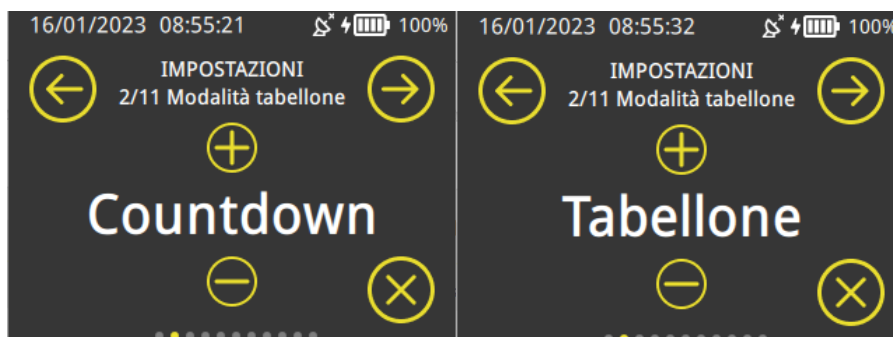 16/01/2023 08:55:21 100%
IMPOSTAZIONI
2/11 Modalità tabellone
Countdown
16/01/2023 08:55:32 100%
IMPOSTAZIONI
2/11 Modalità tabellone
Tabellone